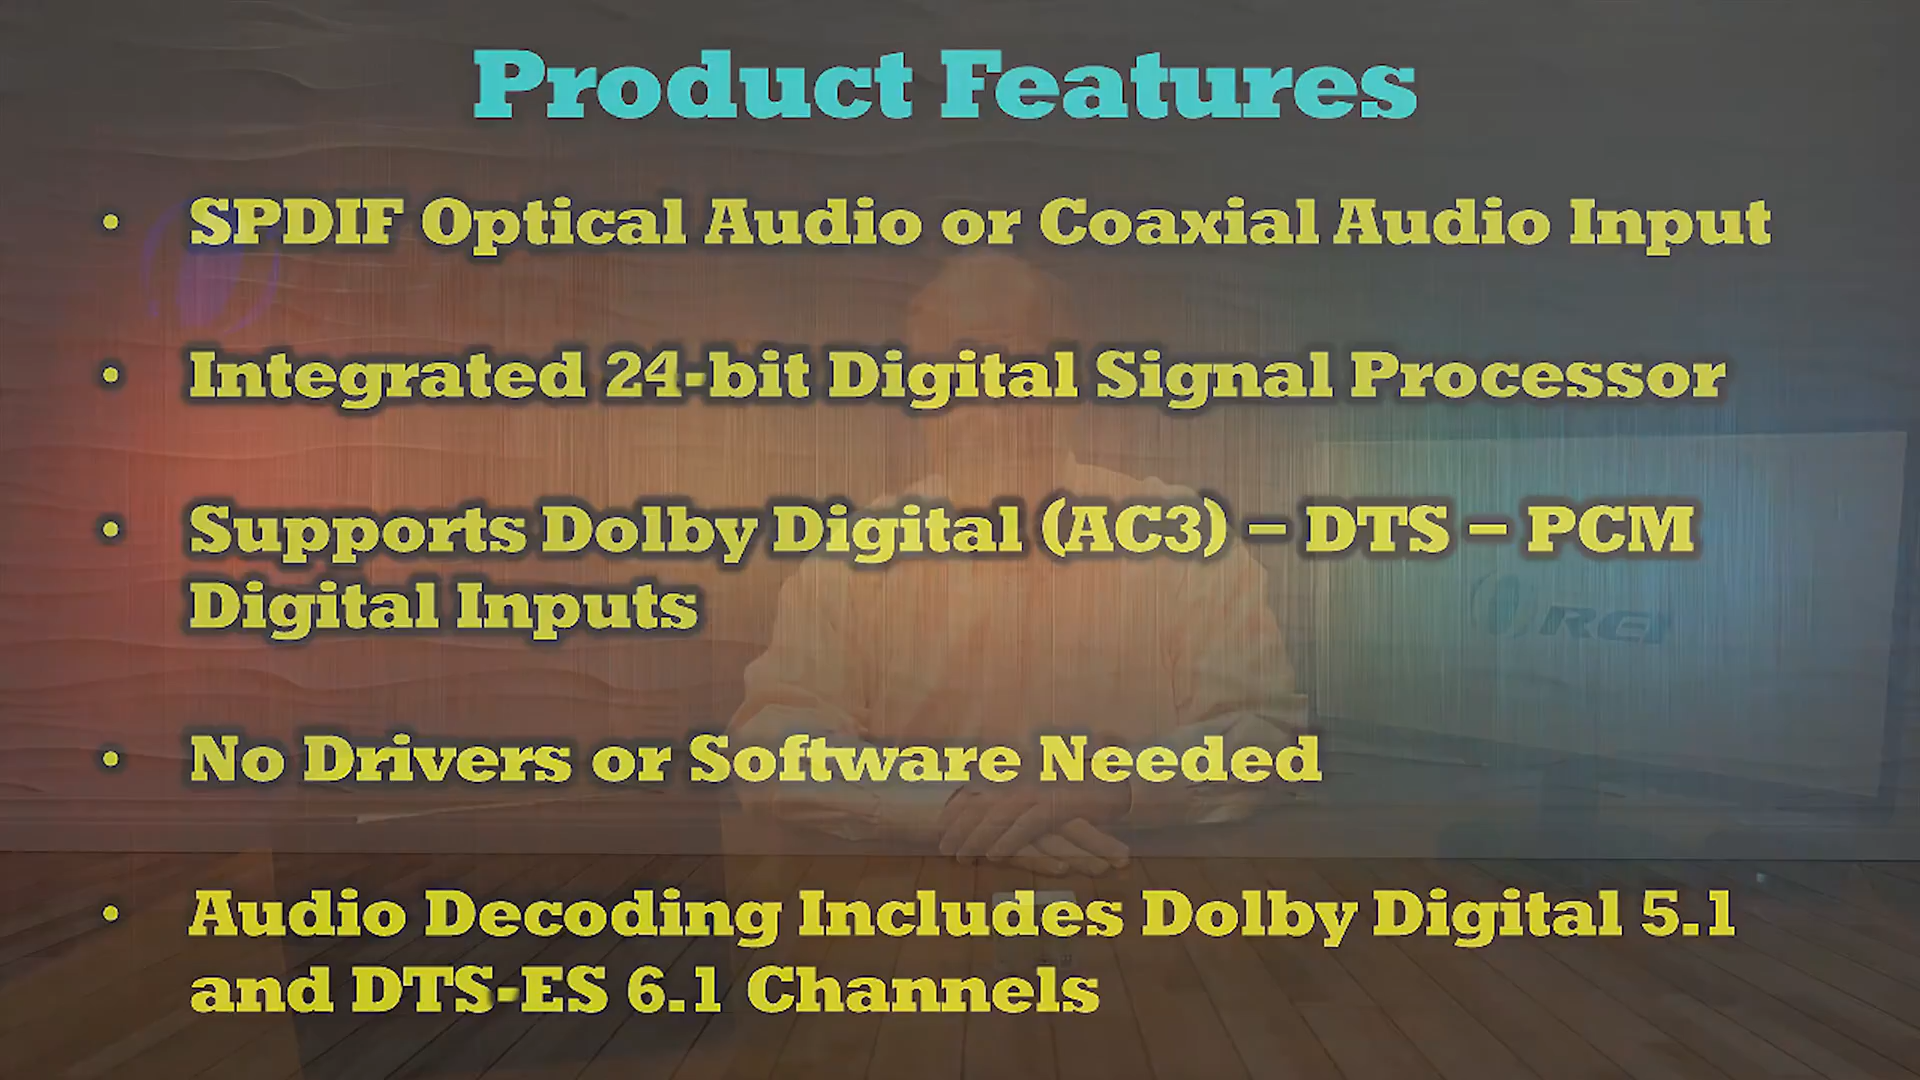 Product Features
• SPDIF Optical Audio or Coaxial Audio Input
• Integrated 24-bit Digital Signal Processor
• Supports Dolby Digital (AC3) – DTS – PCM
Digital Inputs
OREI
• No Drivers or Software Needed
• Audio Decoding Includes Dolby Digital 5.1
and DTS-ES 6.1 Channels